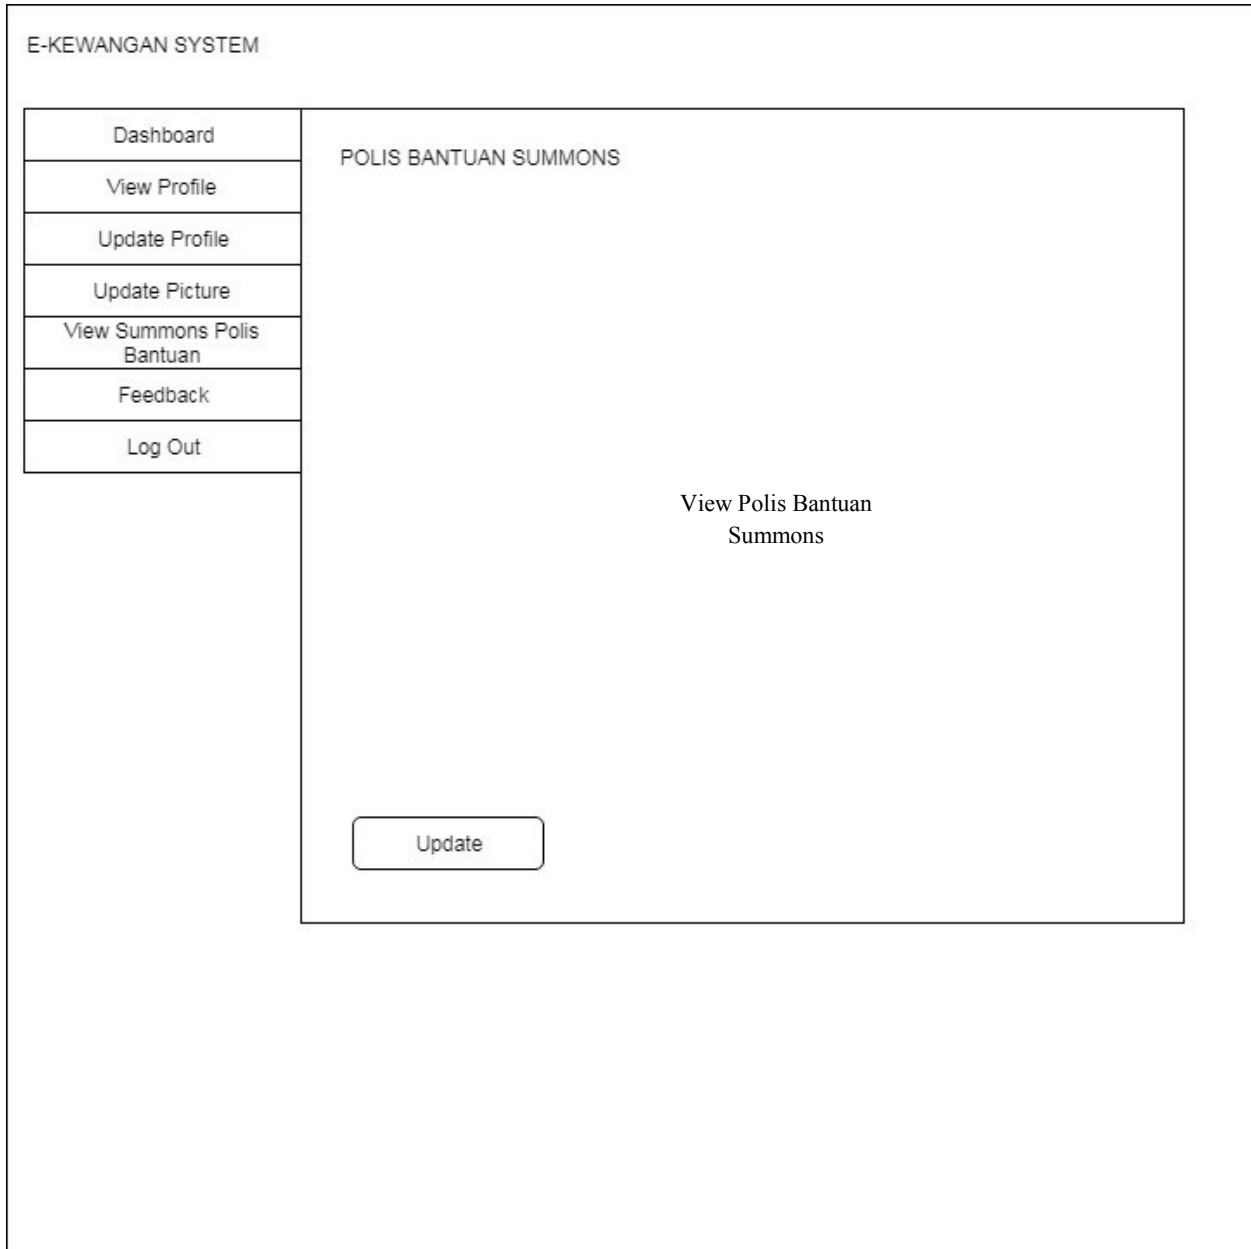 E-KEWANGAN SYSTEM
Dashboard
View Profile
Update Profile
Update Picture
View Summons Polis
Bantuan
Feedback
Log Out
POLIS BANTUAN SUMMONS
View Polis Bantuan
Summons
Update